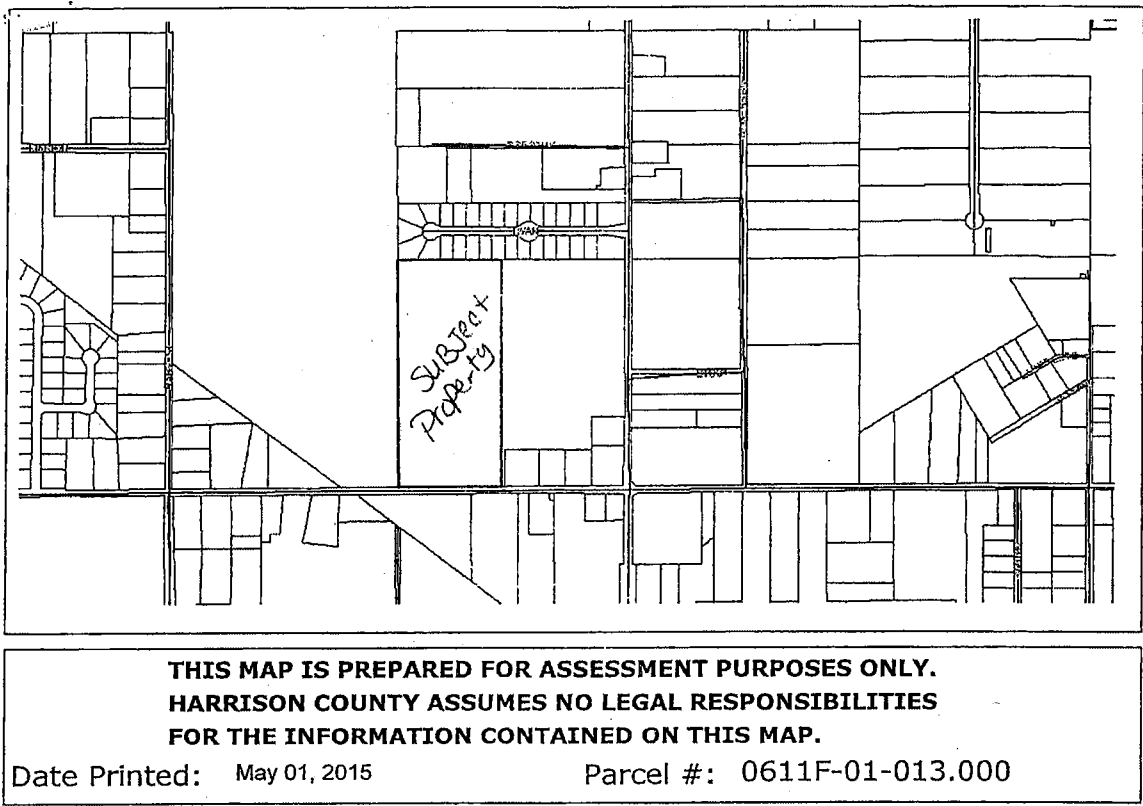 IVAN
SUBJect
Property
THIS MAP IS PREPARED FOR ASSESSMENT PURPOSES ONLY.
HARRISON COUNTY ASSUMES NO LEGAL RESPONSIBILITIES
FOR THE INFORMATION CONTAINED ON THIS MAP.
Date Printed: May 01, 2015 Parcel #: 0611F-01-013.000